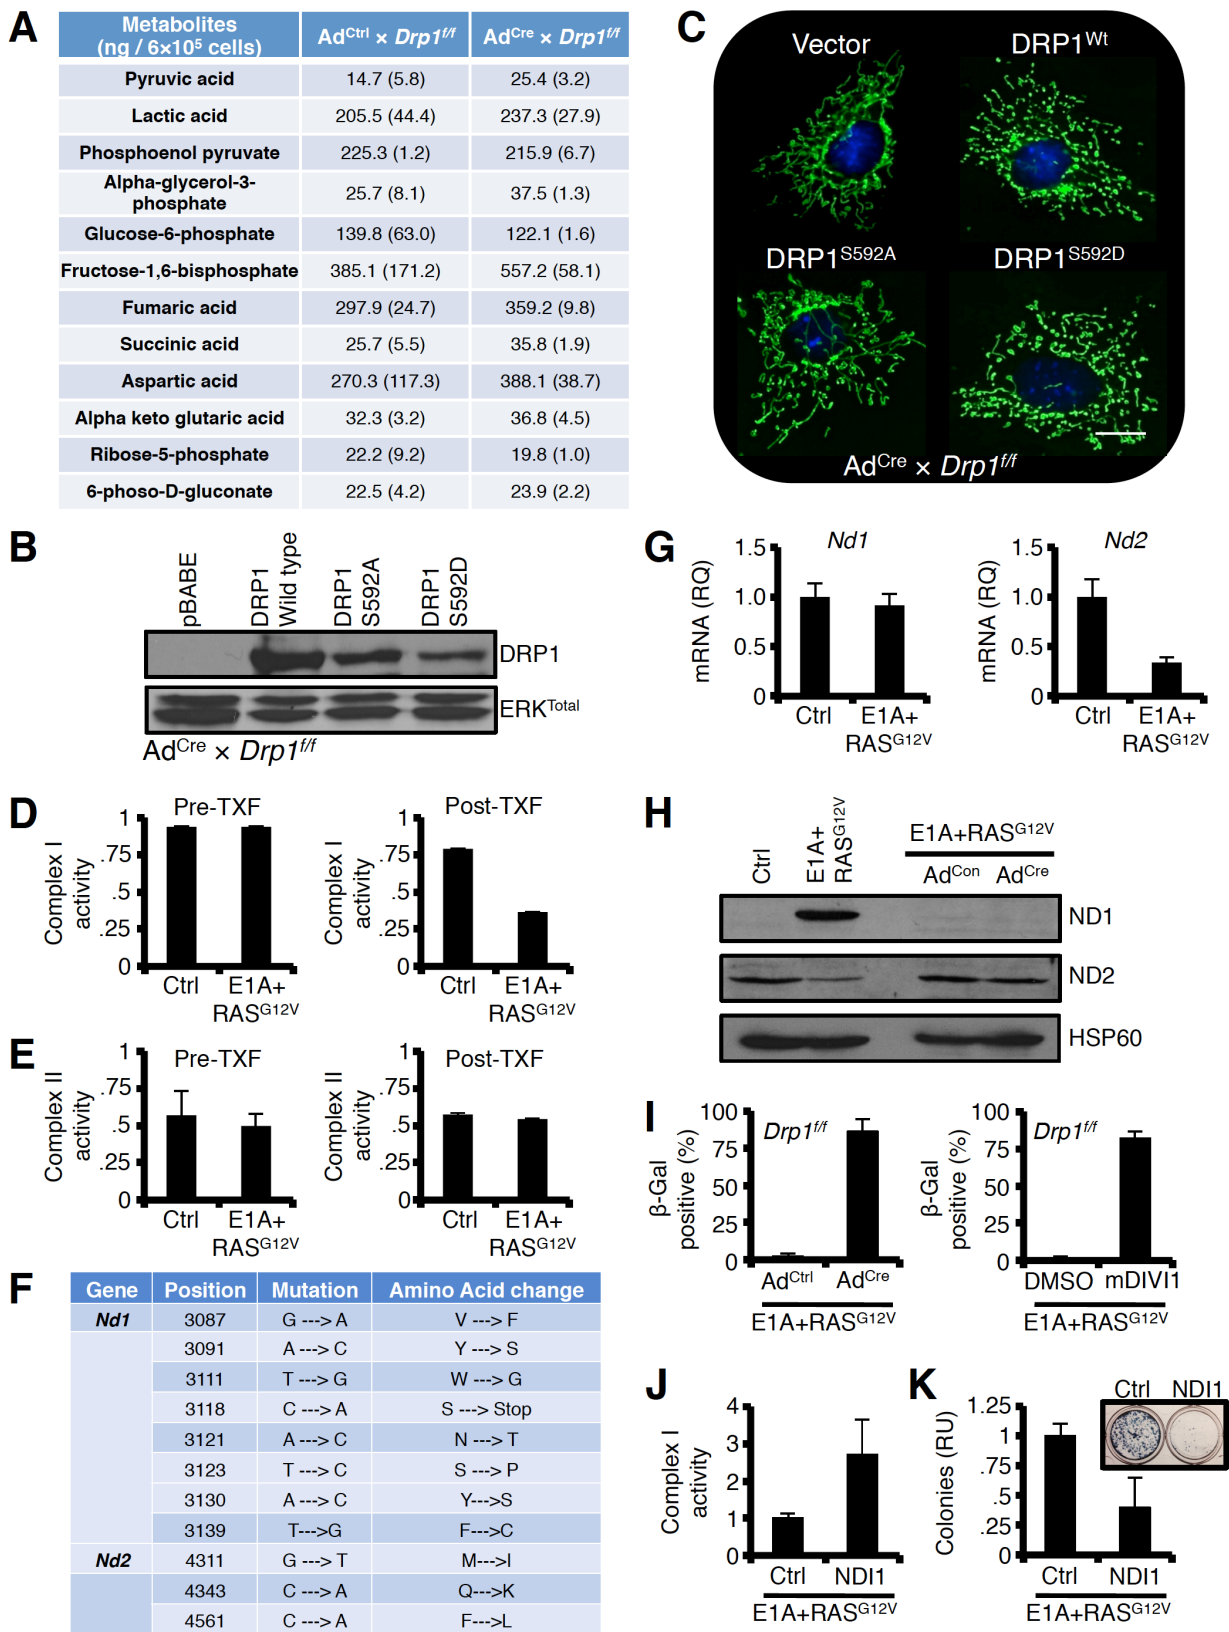 A
Metabolites
(ng / 6×10⁵ cells)
Ad^Ctrl × Drp1^f/f
Ad^Cre × Drp1^f/f
Pyruvic acid 14.7 (5.8) 25.4 (3.2)
Lactic acid 205.5 (44.4) 237.3 (27.9)
Phosphoenol pyruvate 225.3 (1.2) 215.9 (6.7)
Alpha-glycerol-3-
phosphate 25.7 (8.1) 37.5 (1.3)
Glucose-6-phosphate 139.8 (63.0) 122.1 (1.6)
Fructose-1,6-bisphosphate 385.1 (171.2) 557.2 (58.1)
Fumaric acid 297.9 (24.7) 359.2 (9.8)
Succinic acid 25.7 (5.5) 35.8 (1.9)
Aspartic acid 270.3 (117.3) 388.1 (38.7)
Alpha keto glutaric acid 32.3 (3.2) 36.8 (4.5)
Ribose-5-phosphate 22.2 (9.2) 19.8 (1.0)
6-phoso-D-gluconate 22.5 (4.2) 23.9 (2.2)
B
pBABE
DRP1
Wild type
DRP1
S592A
DRP1
S592D
DRP1
ERK^Total
Ad^Cre × Drp1^f/f
C
Vector
DRP1^Wt
DRP1^S592A
DRP1^S592D
Ad^Cre × Drp1^f/f
D
Pre-TXF
Complex I
activity
1
.75
.5
.25
0
Ctrl
E1A+
RAS^G12V
Post-TXF
Complex I
activity
1
.75
.5
.25
0
Ctrl
E1A+
RAS^G12V
E
Pre-TXF
Complex II
activity
1
.75
.5
.25
0
Ctrl
E1A+
RAS^G12V
Post-TXF
Complex II
activity
1
.75
.5
.25
0
Ctrl
E1A+
RAS^G12V
F
Gene Position Mutation Amino Acid change
Nd1 3087 G ---> A V ---> F
3091 A ---> C Y ---> S
3111 T ---> G W ---> G
3118 C ---> A S ---> Stop
3121 A ---> C N ---> T
3123 T ---> C S ---> P
3130 A ---> C Y--->S
3139 T--->G F--->C
Nd2 4311 G ---> T M--->I
4343 C ---> A Q--->K
4561 C ---> A F--->L
G
Nd1
mRNA (RQ)
1.5
1.0
0.5
0
Ctrl
E1A+
RAS^G12V
Nd2
mRNA (RQ)
1.5
1.0
0.5
0
Ctrl
E1A+
RAS^G12V
H
Ctrl
E1A+
RAS^G12V
E1A+RAS^G12V
Ad^Con
Ad^Cre
ND1
ND2
HSP60
I
Drp1^f/f
β-Gal
positive (%)
100
75
50
25
0
Ad^Ctrl
Ad^Cre
E1A+RAS^G12V
Drp1^f/f
β-Gal
positive (%)
100
75
50
25
0
DMSO
mDIVI1
E1A+RAS^G12V
J
Complex I
activity
4
3
2
1
0
Ctrl
NDI1
E1A+RAS^G12V
K
Ctrl
NDI1
Colonies (RU)
1.25
1
.75
.5
.25
0
Ctrl
NDI1
E1A+RAS^G12V